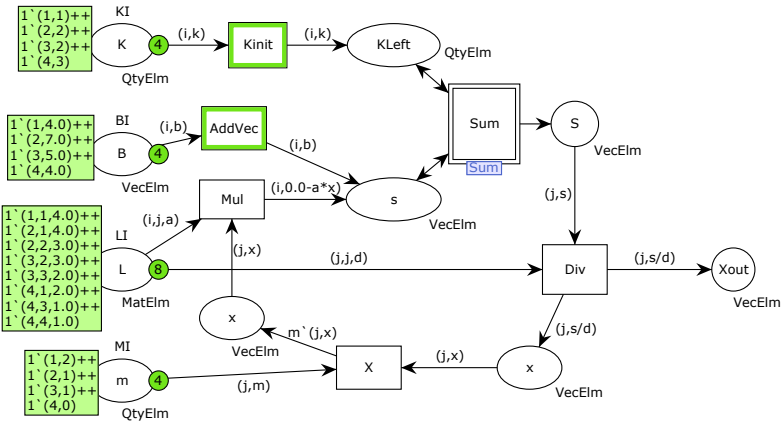 KI
1`(1,1)++
1`(2,2)++
1`(3,2)++
1`(4,3)
K
4
(i,k)
Kinit
(i,k)
KLeft
QtyElm
QtyElm
BI
1`(1,4.0)++
1`(2,7.0)++
1`(3,5.0)++
1`(4,4.0)
B
4
(i,b)
AddVec
(i,b)
VecElm
Sum
Sum
S
VecElm
(j,s)
Mul
(i,0.0-a*x)
s
VecElm
(i,j,a)
(j,x)
LI
1`(1,1,4.0)++
1`(2,1,4.0)++
1`(2,2,3.0)++
1`(3,2,3.0)++
1`(3,3,2.0)++
1`(4,1,2.0)++
1`(4,3,1.0)++
1`(4,4,1.0)
L
8
(j,j,d)
MatElm
Div
(j,s/d)
Xout
VecElm
x
VecElm
m`(j,x)
(j,s/d)
MI
1`(1,2)++
1`(2,1)++
1`(3,1)++
1`(4,0)
m
4
(j,m)
QtyElm
X
(j,x)
x
VecElm